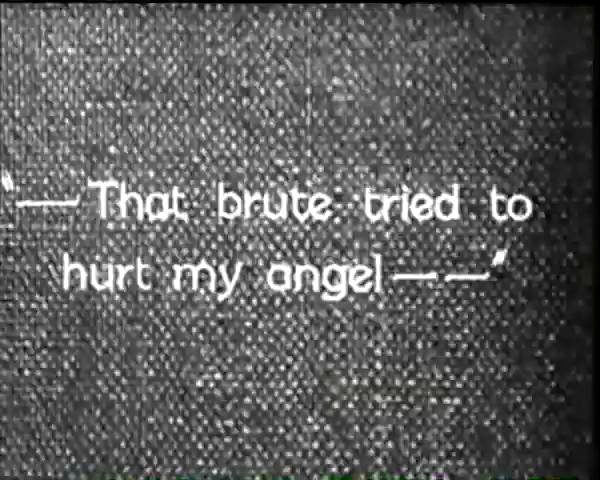 "—That brute tried to
hurt my angel — —"